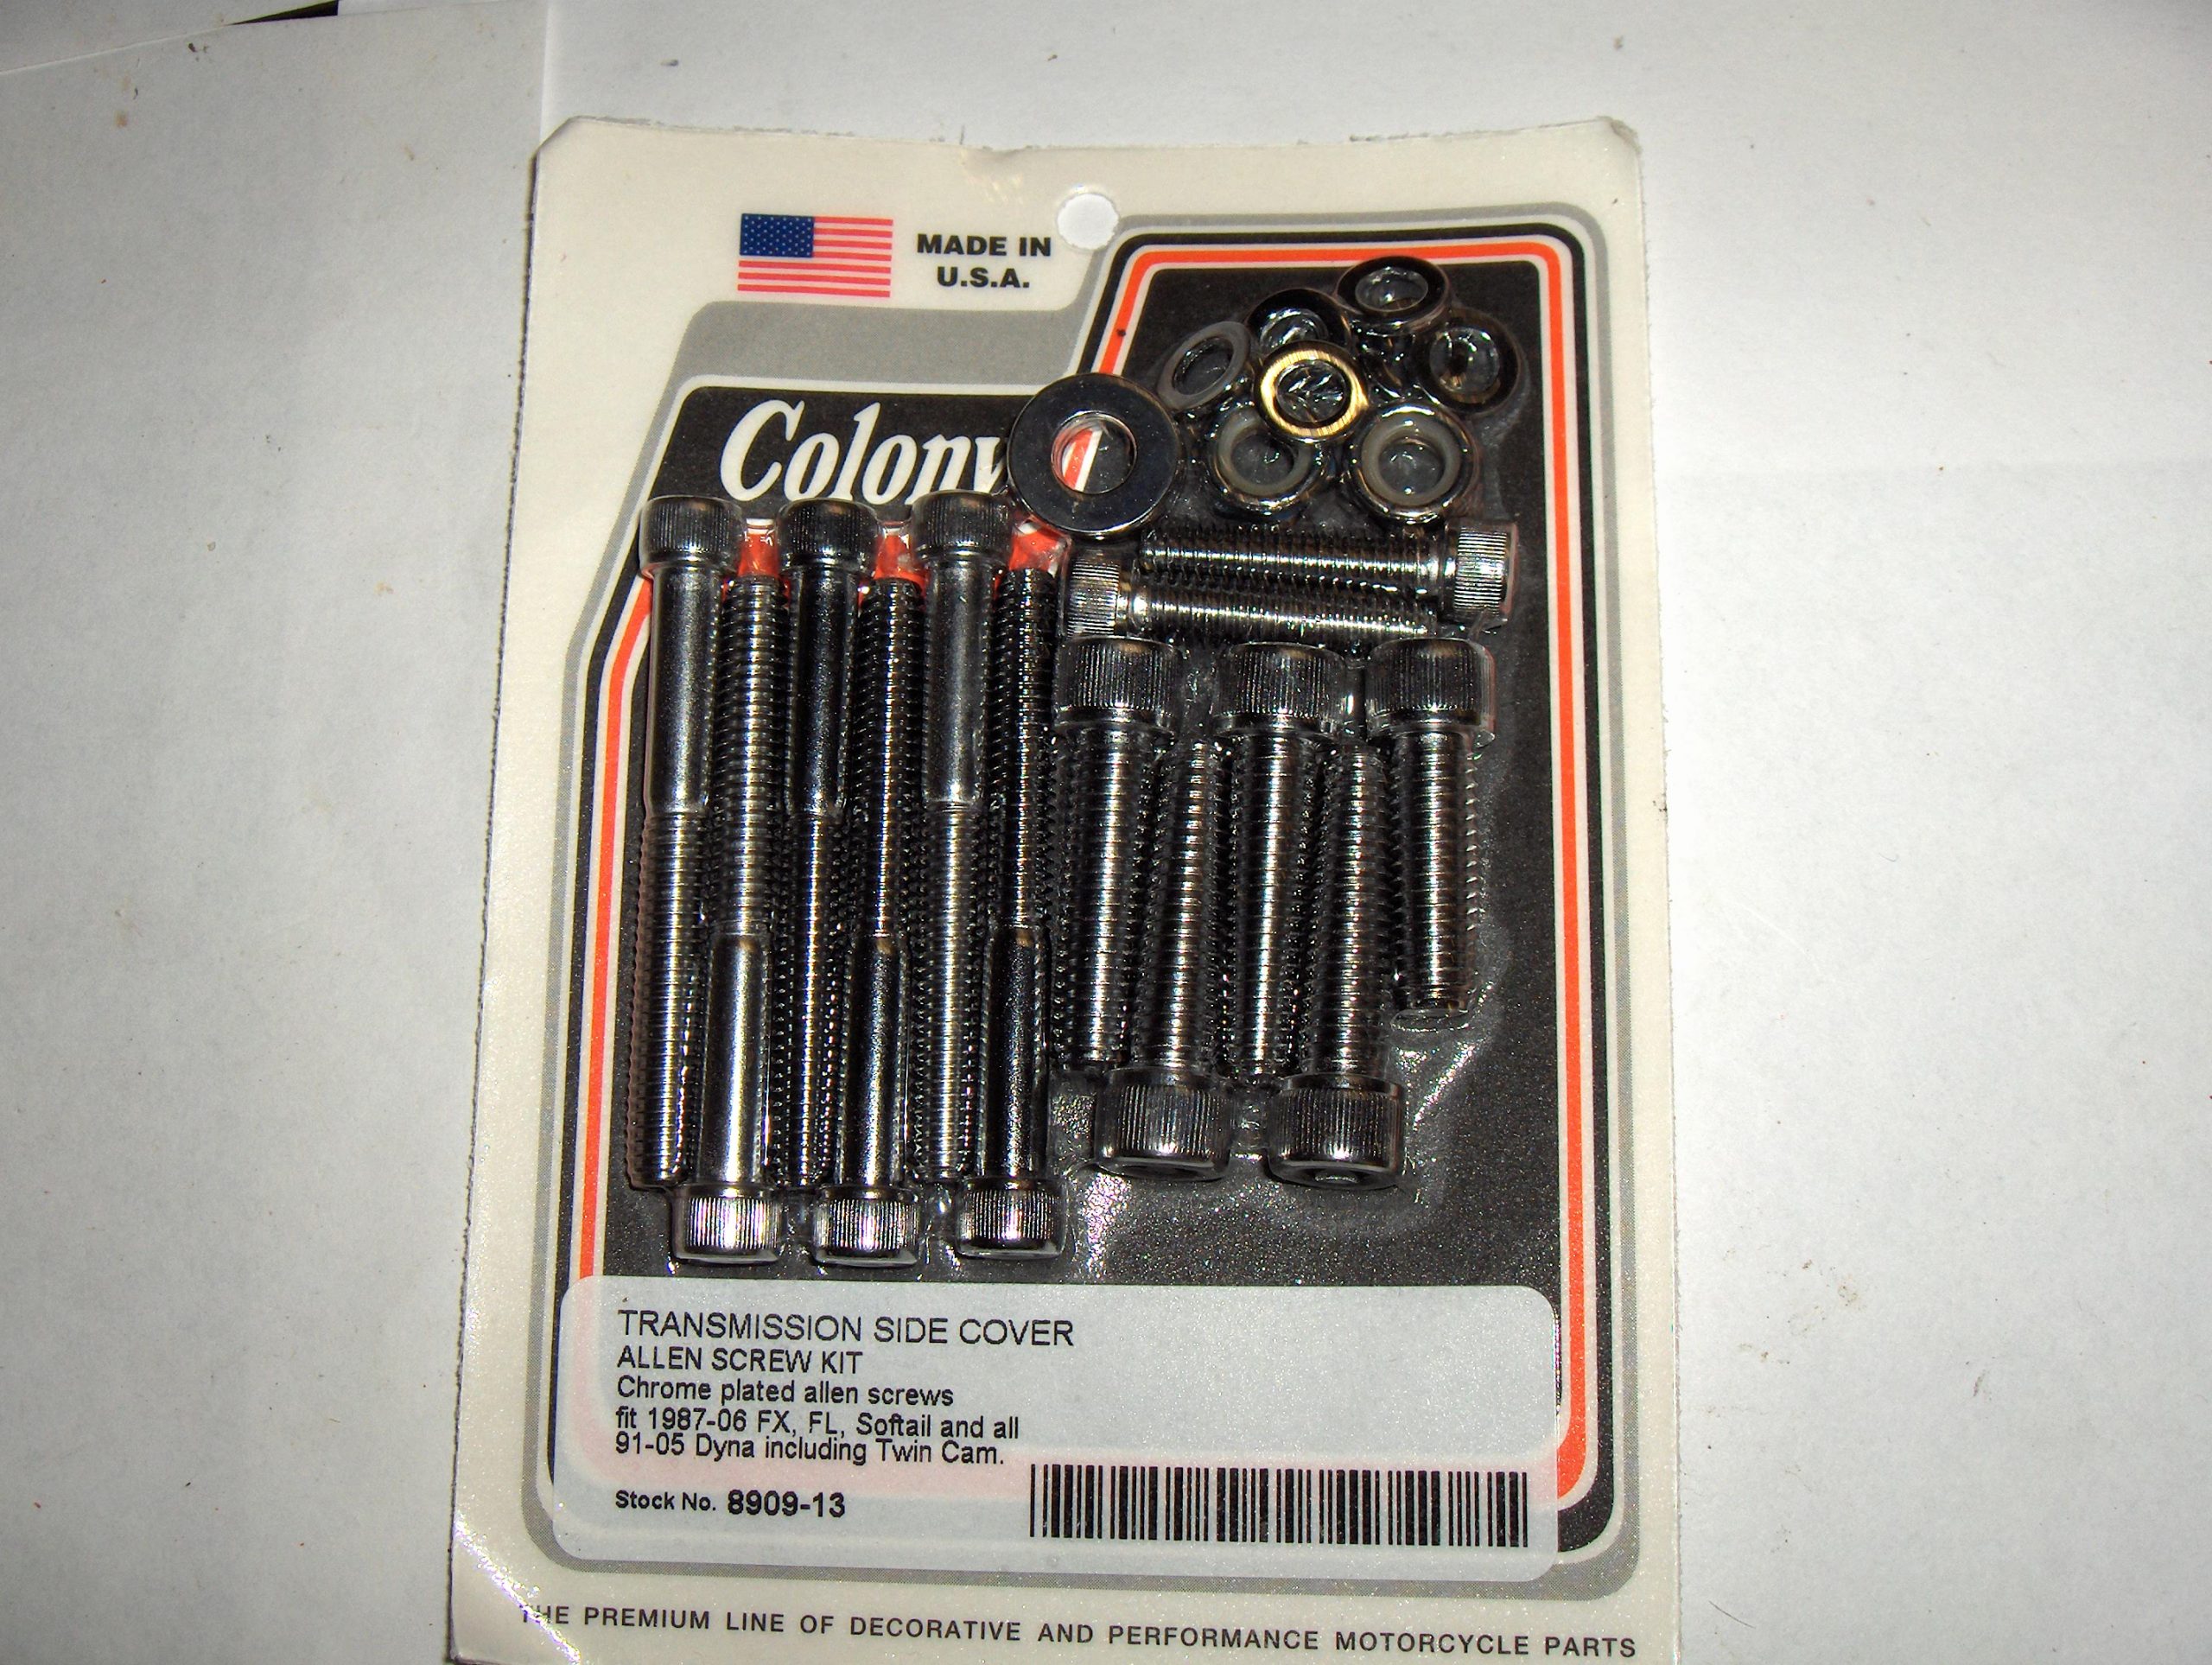 MADE IN
U.S.A.
Colony
TRANSMISSION SIDE COVER
ALLEN SCREW KIT
Chrome plated allen screws
fit 1987-06 FX, FL, Softail and all
91-05 Dyna including Twin Cam.
Stock No. 8909-13
THE PREMIUM LINE OF DECORATIVE AND PERFORMANCE MOTORCYCLE PARTS